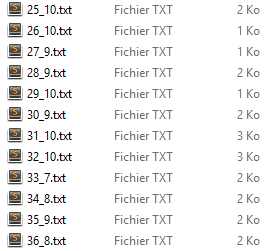 25_10.txt Fichier TXT 2 Ko
26_10.txt Fichier TXT 1 Ko
27_9.txt Fichier TXT 1 Ko
28_9.txt Fichier TXT 2 Ko
29_10.txt Fichier TXT 1 Ko
30_9.txt Fichier TXT 2 Ko
31_10.txt Fichier TXT 3 Ko
32_10.txt Fichier TXT 3 Ko
33_7.txt Fichier TXT 2 Ko
34_8.txt Fichier TXT 2 Ko
35_9.txt Fichier TXT 2 Ko
36_8.txt Fichier TXT 2 Ko